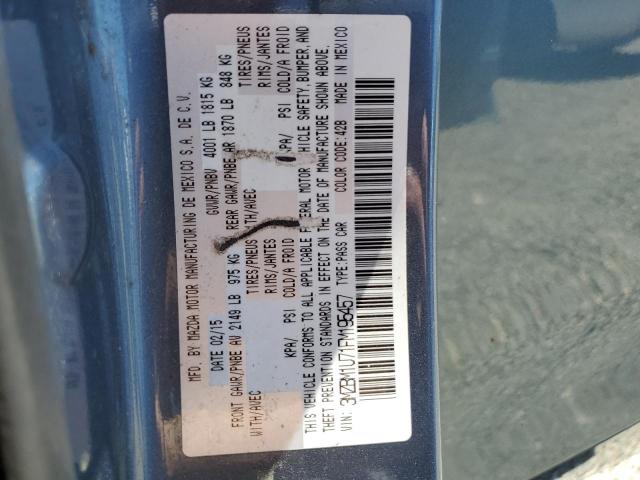 MFD. BY MAZDA MOTOR MANUFACTURING DE MEXICO S.A. DE C.V.
DATE 02/15 GVWR/PNBV 4001 LB 1815 KG
FRONT GAWR/PNBE AV 2149 LB 975 KG REAR GAWR/PNBE AR 1870 LB 848 KG
WITH/AVEC TIRES/PNEUS WITH/AVEC TIRES/PNEUS
RIMS/JANTES RIMS/JANTES
KPA/ PSI COLD/A FROID KPA/ PSI COLD/A FROID
THIS VEHICLE CONFORMS TO ALL APPLICABLE FEDERAL MOTOR VEHICLE SAFETY, BUMPER, AND
THEFT PREVENTION STANDARDS IN EFFECT ON THE DATE OF MANUFACTURE SHOWN ABOVE.
VIN: 3MZBM1U71FM195457 TYPE:PASS CAR COLOR CODE:42B MADE IN MEXICO